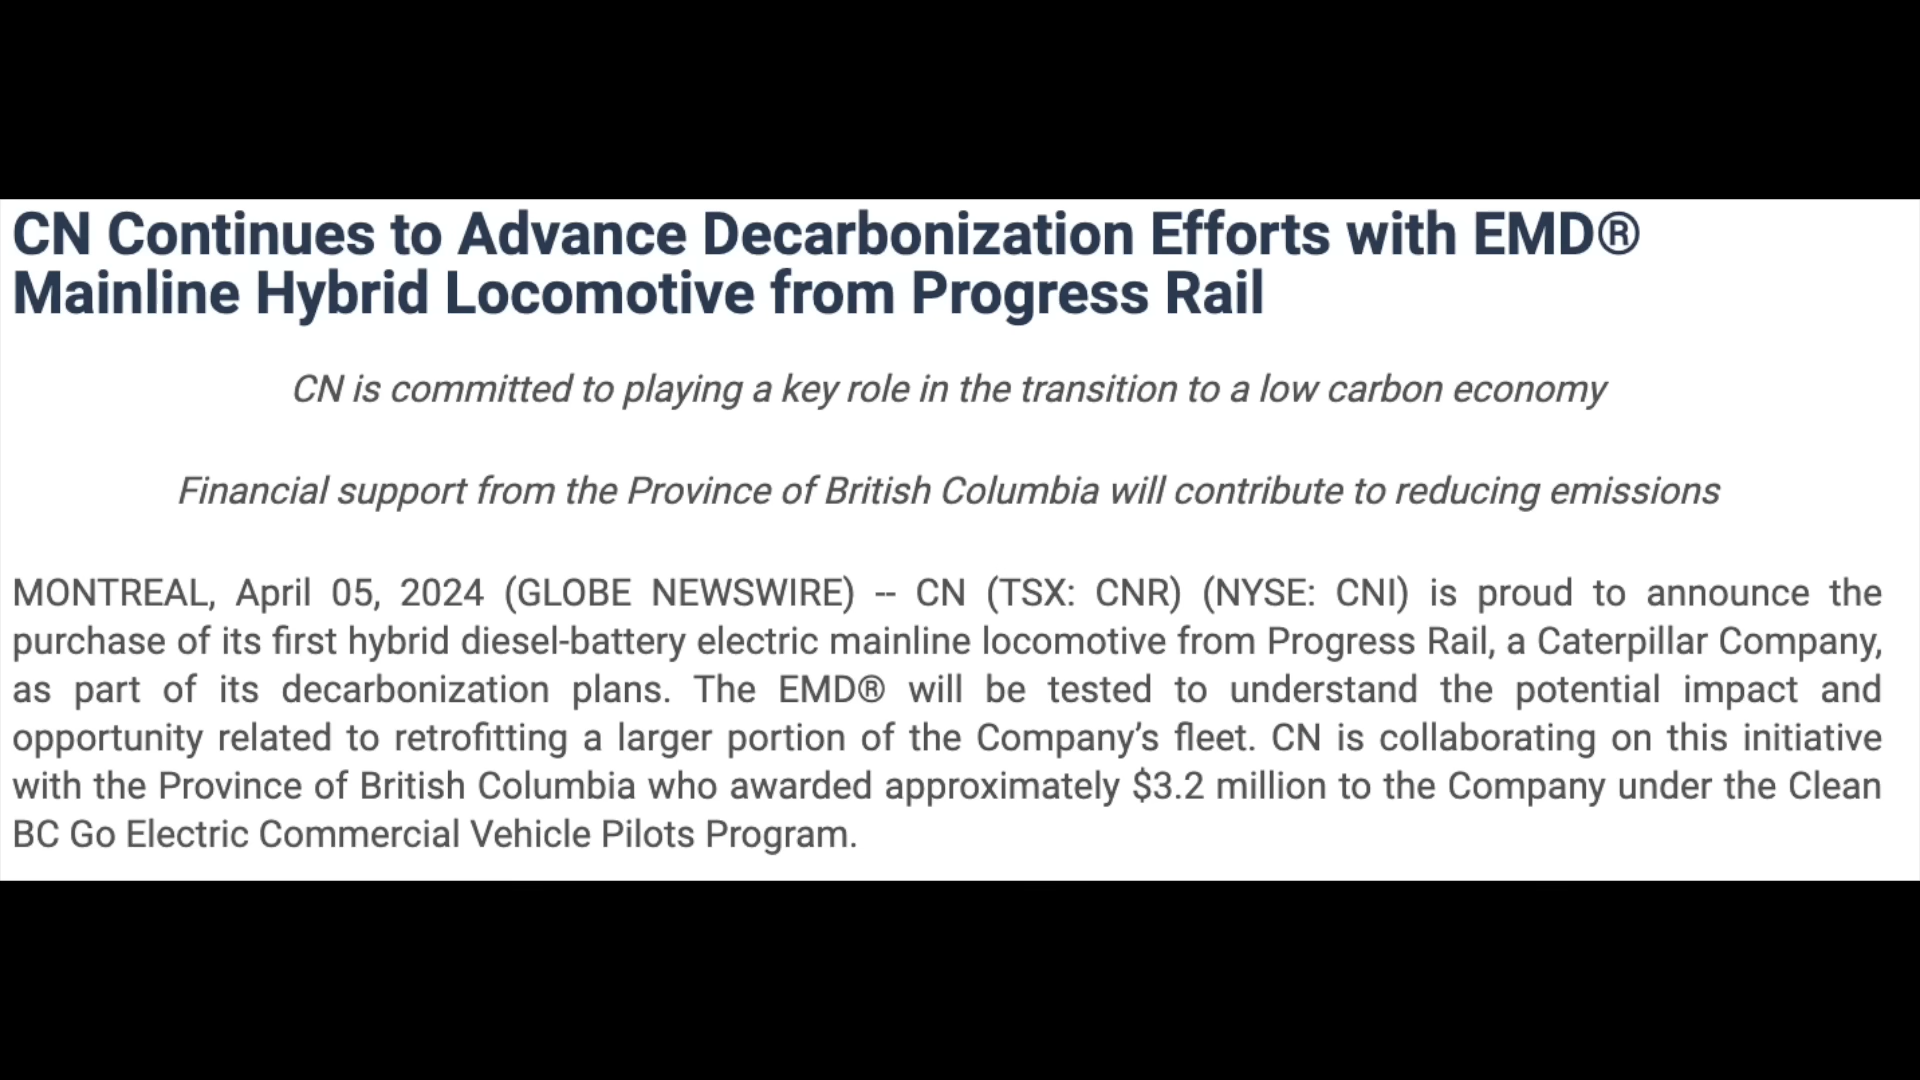 CN Continues to Advance Decarbonization Efforts with EMD®
Mainline Hybrid Locomotive from Progress Rail
CN is committed to playing a key role in the transition to a low carbon economy
Financial support from the Province of British Columbia will contribute to reducing emissions
MONTREAL, April 05, 2024 (GLOBE NEWSWIRE) -- CN (TSX: CNR) (NYSE: CNI) is proud to announce the
purchase of its first hybrid diesel-battery electric mainline locomotive from Progress Rail, a Caterpillar Company,
as part of its decarbonization plans. The EMD® will be tested to understand the potential impact and
opportunity related to retrofitting a larger portion of the Company’s fleet. CN is collaborating on this initiative
with the Province of British Columbia who awarded approximately $3.2 million to the Company under the Clean
BC Go Electric Commercial Vehicle Pilots Program.